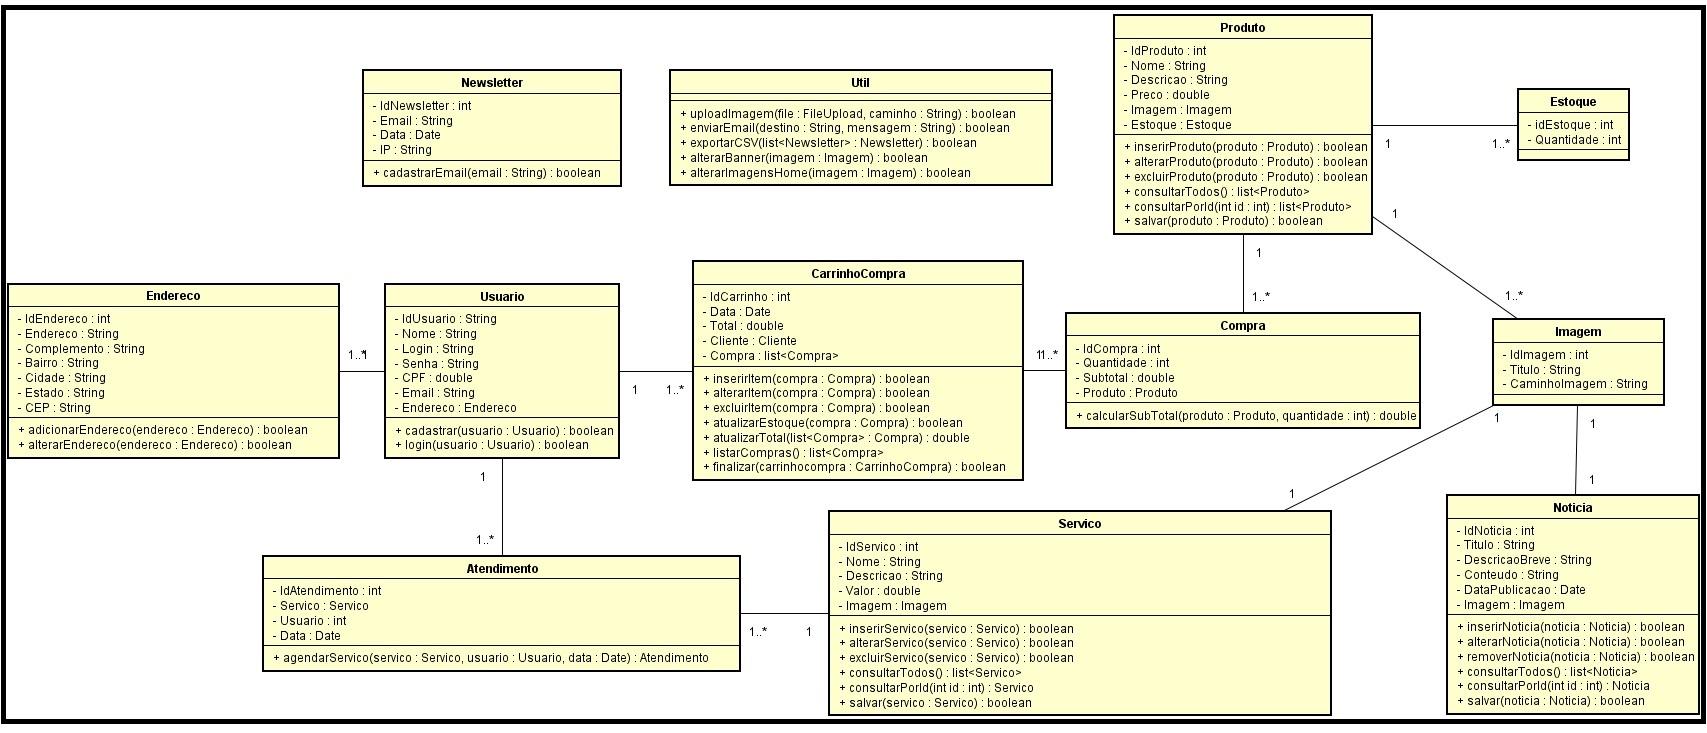 Produto
- IdProduto : int
- Nome : String
- Descricao : String
- Preco : double
- Imagem : Imagem
- Estoque : Estoque
+ inserirProduto(produto : Produto) : boolean
+ alterarProduto(produto : Produto) : boolean
+ excluirProduto(produto : Produto) : boolean
+ consultarTodos() : list<Produto>
+ consultarPorId(int id : int) : list<Produto>
+ salvar(produto : Produto) : boolean
Newsletter
- IdNewsletter : int
- Email : String
- Data : Date
- IP : String
+ cadastrarEmail(email : String) : boolean
Util
+ uploadImagem(file : FileUpload, caminho : String) : boolean
+ enviarEmail(destino : String, mensagem : String) : boolean
+ exportarCSV(list<Newsletter> : Newsletter) : boolean
+ alterarBanner(imagem : Imagem) : boolean
+ alterarImagensHome(imagem : Imagem) : boolean
Estoque
- idEstoque : int
- Quantidade : int
1
1..*
1
1..*
1
1..*
Endereco
- IdEndereco : int
- Endereco : String
- Complemento : String
- Bairro : String
- Cidade : String
- Estado : String
- CEP : String
+ adicionarEndereco(endereco : Endereco) : boolean
+ alterarEndereco(endereco : Endereco) : boolean
1..*
1
Usuario
- IdUsuario : String
- Nome : String
- Login : String
- Senha : String
- CPF : double
- Email : String
- Endereco : Endereco
+ cadastrar(usuario : Usuario) : boolean
+ login(usuario : Usuario) : boolean
1
1..*
CarrinhoCompra
- IdCarrinho : int
- Data : Date
- Total : double
- Cliente : Cliente
- Compra : list<Compra>
+ inserirItem(compra : Compra) : boolean
+ alterarItem(compra : Compra) : boolean
+ excluirItem(compra : Compra) : boolean
+ atualizarEstoque(compra : Compra) : boolean
+ atualizarTotal(list<Compra> : Compra) : double
+ listarCompras() : list<Compra>
+ finalizar(carrinhocompra : CarrinhoCompra) : boolean
1
1..*
Compra
- IdCompra : int
- Quantidade : int
- Subtotal : double
- Produto : Produto
+ calcularSubTotal(produto : Produto, quantidade : int) : double
Imagem
- IdImagem : int
- Titulo : String
- CaminhoImagem : String
1
1
1
1
1
1..*
Atendimento
- IdAtendimento : int
- Servico : Servico
- Usuario : int
- Data : Date
+ agendarServico(servico : Servico, usuario : Usuario, data : Date) : Atendimento
1..*
1
Servico
- IdServico : int
- Nome : String
- Descricao : String
- Valor : double
- Imagem : Imagem
+ inserirServico(servico : Servico) : boolean
+ alterarServico(servico : Servico) : boolean
+ excluirServico(servico : Servico) : boolean
+ consultarTodos() : list<Servico>
+ consultarPorId(int id : int) : Servico
+ salvar(servico : Servico) : boolean
Noticia
- IdNoticia : int
- Titulo : String
- DescricaoBreve : String
- Conteudo : String
- DataPublicacao : Date
- Imagem : Imagem
+ inserirNoticia(noticia : Noticia) : boolean
+ alterarNoticia(noticia : Noticia) : boolean
+ removerNoticia(noticia : Noticia) : boolean
+ consultarTodos() : list<Noticia>
+ consultarPorId(int id : int) : Noticia
+ salvar(noticia : Noticia) : boolean